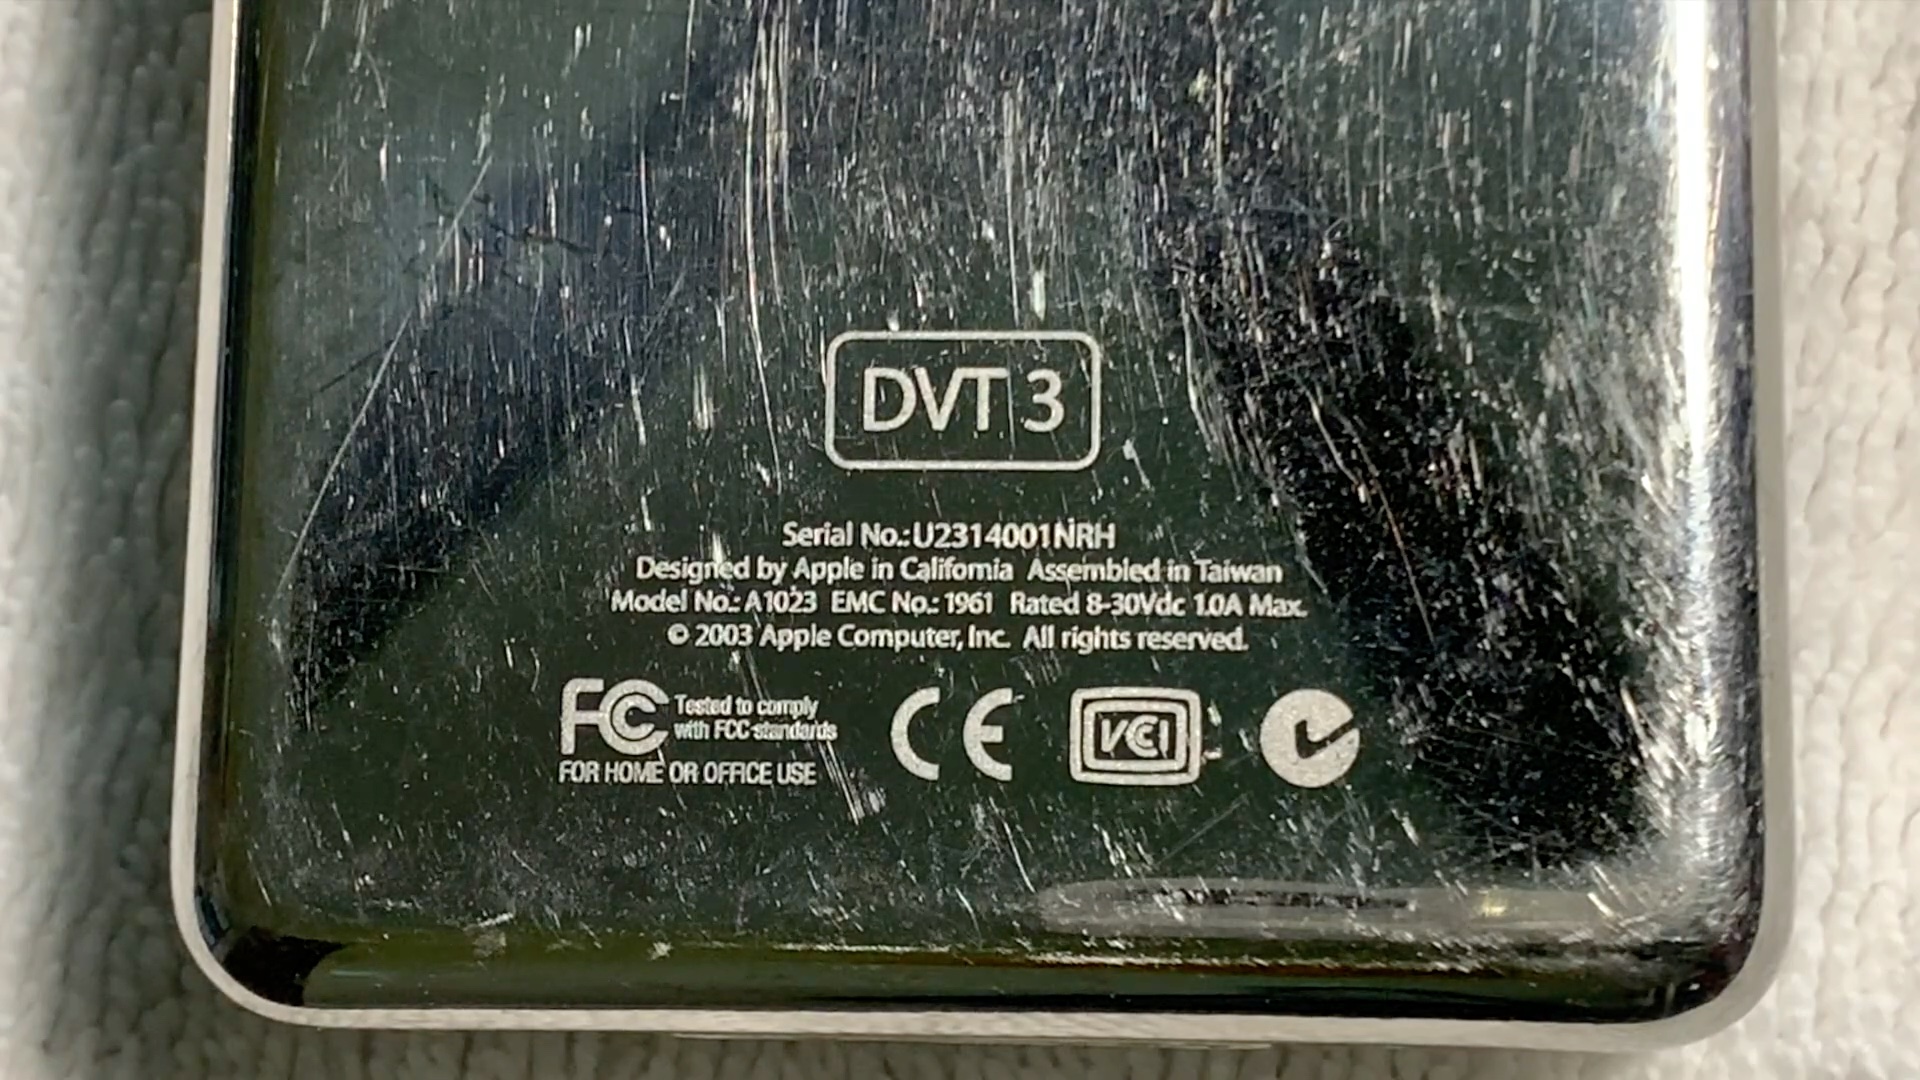 DVT 3
Serial No.: U2314001NRH
Designed by Apple in California Assembled in Taiwan
Model No.: A1023 EMC No.: 1961 Rated 8-30Vdc 1.0A Max.
© 2003 Apple Computer, Inc. All rights reserved.
FC Tested to comply
with FCC standards
FOR HOME OR OFFICE USE
CE
VCI